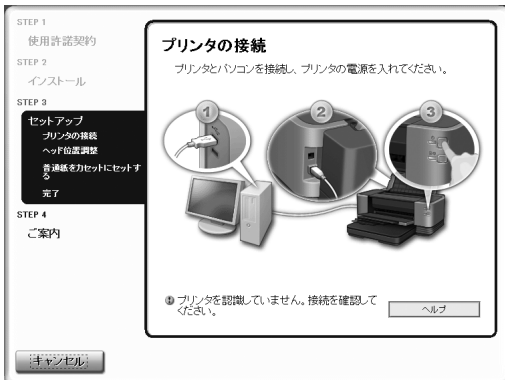 STEP 1
使用許諾契約
STEP 2
インストール
STEP 3
セットアップ
プリンタの接続
ヘッド位置調整
普通紙をカセットにセットす
る
完了
STEP 4
ご案内
キャンセル
プリンタの接続
プリンタとパソコンを接続し、プリンタの電源を入れてください。
1
2
3
プリンタを認識していません。接続を確認して
ください。
ヘルプ